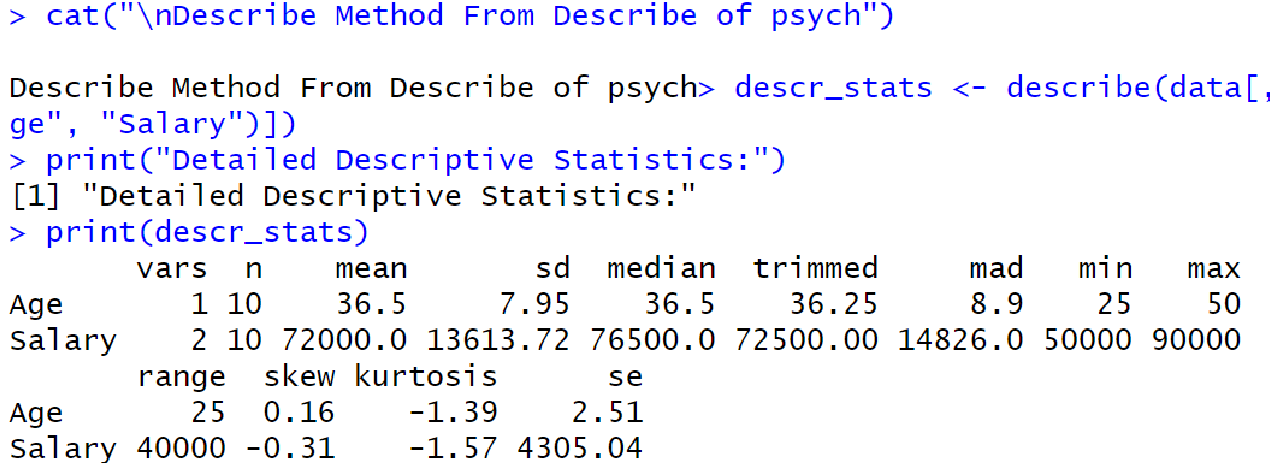 > cat("\nDescribe Method From Describe of psych")
Describe Method From Describe of psych> descr_stats <- describe(data[,
ge", "Salary")])
> print("Detailed Descriptive Statistics:")
[1] "Detailed Descriptive Statistics:"
> print(descr_stats)
vars n mean sd median trimmed mad min max
Age 1 10 36.5 7.95 36.5 36.25 8.9 25 50
Salary 2 10 72000.0 13613.72 76500.0 72500.00 14826.0 50000 90000
range skew kurtosis se
Age 25 0.16 -1.39 2.51
Salary 40000 -0.31 -1.57 4305.04